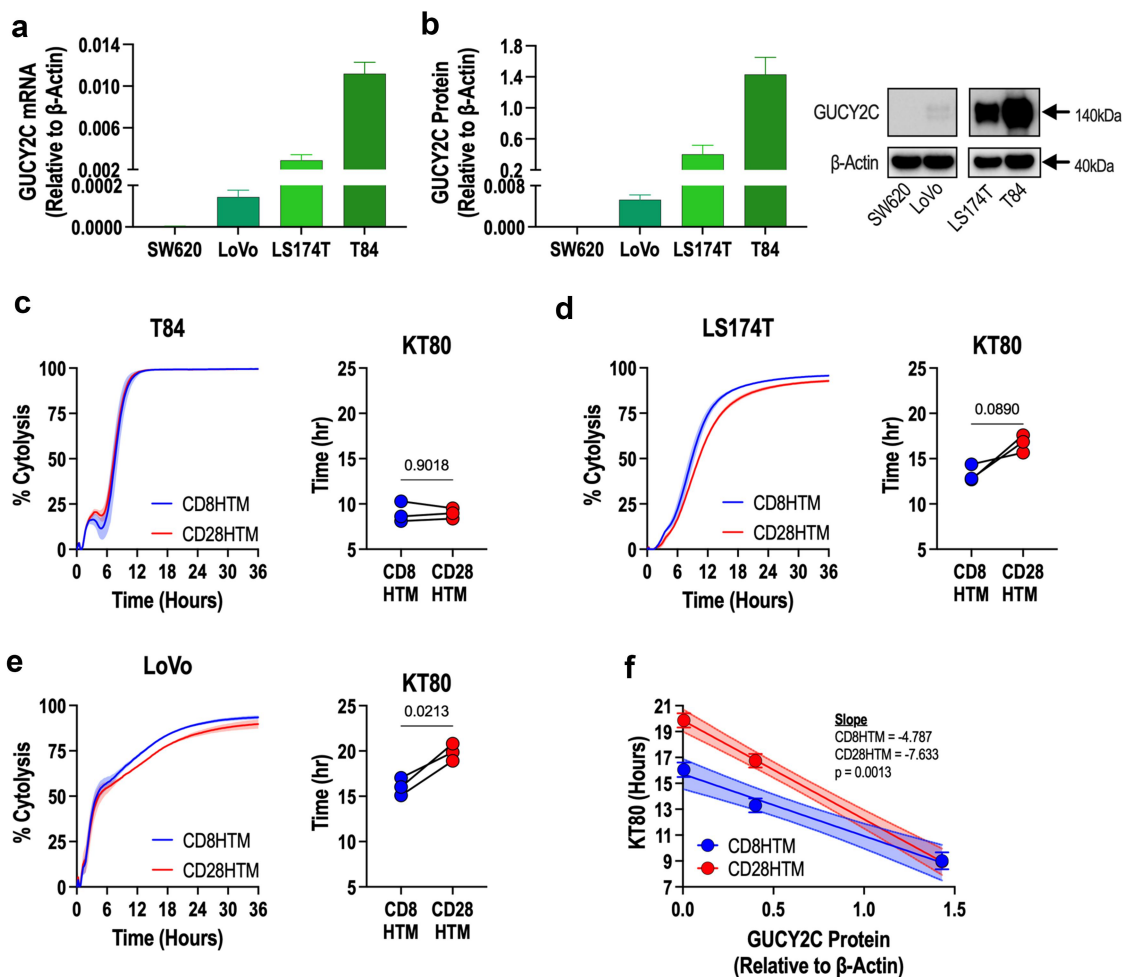 a
GUCY2C mRNA
(Relative to β-Actin)
0.014
0.010
0.006
0.002
0.0002
0.0000
SW620 LoVo LS174T T84
b
GUCY2C Protein
(Relative to β-Actin)
1.8
1.4
1.0
0.6
0.2
0.008
0.000
SW620 LoVo LS174T T84
GUCY2C
140kDa
β-Actin
40kDa
SW620
LoVo
LS174T
T84
c
T84
% Cytolysis
100
75
50
25
0
CD8HTM
CD28HTM
0 6 12 18 24 30 36
Time (Hours)
KT80
Time (hr)
25
20
15
10
5
0.9018
CD8 CD28
HTM HTM
d
LS174T
% Cytolysis
100
75
50
25
0
CD8HTM
CD28HTM
0 6 12 18 24 30 36
Time (Hours)
KT80
Time (hr)
25
20
15
10
5
0.0890
CD8 CD28
HTM HTM
e
LoVo
% Cytolysis
100
75
50
25
0
CD8HTM
CD28HTM
0 6 12 18 24 30 36
Time (Hours)
KT80
Time (hr)
25
20
15
10
5
0.0213
CD8 CD28
HTM HTM
f
KT80 (Hours)
21
19
17
15
13
11
9
7
Slope
CD8HTM = -4.787
CD28HTM = -7.633
p = 0.0013
CD8HTM
CD28HTM
0.0 0.5 1.0 1.5
GUCY2C Protein
(Relative to β-Actin)